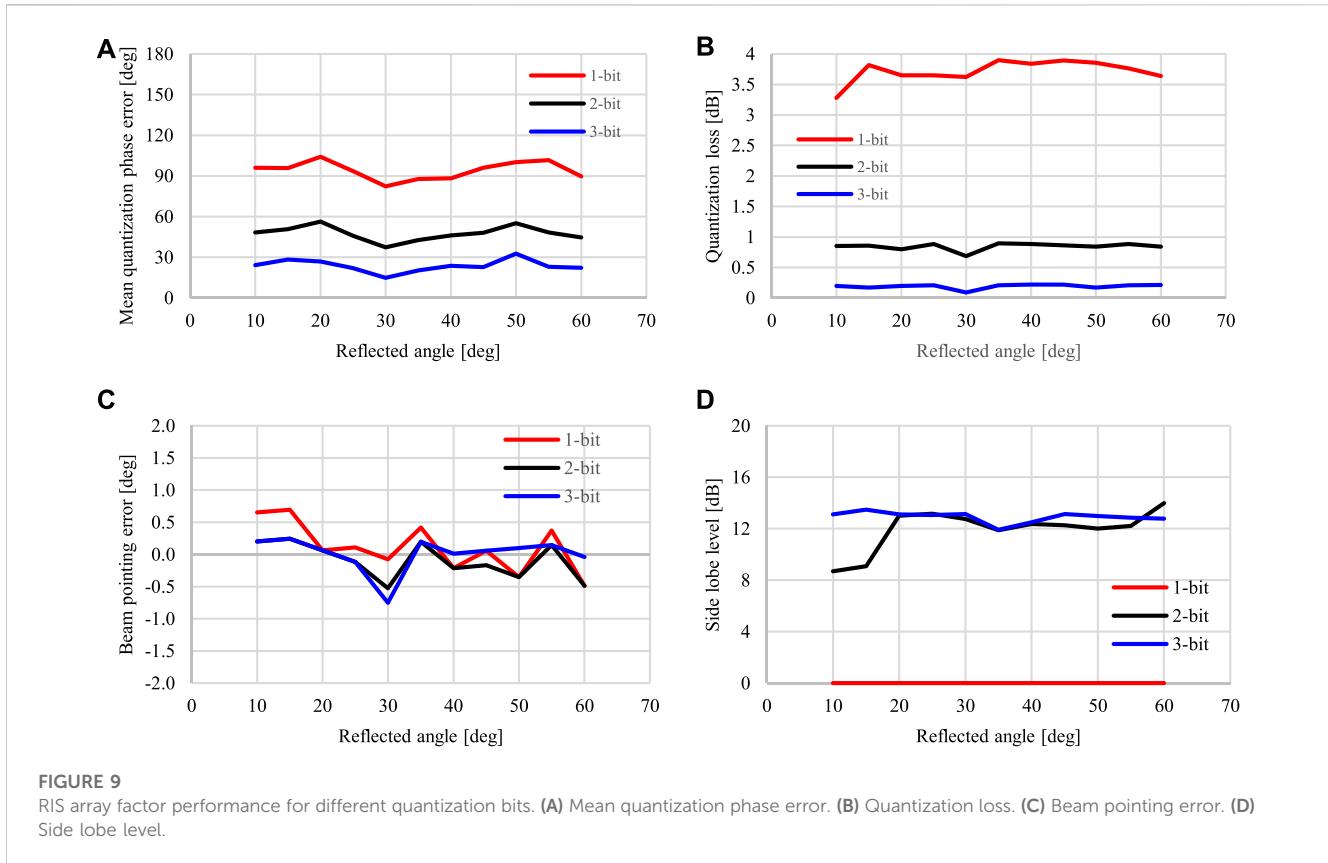 A
Mean quantization phase error [deg]
180
150
120
90
60
30
0
0 10 20 30 40 50 60 70
Reflected angle [deg]
1-bit
2-bit
3-bit
B
Quantization loss [dB]
4
3.5
3
2.5
2
1.5
1
0.5
0
0 10 20 30 40 50 60 70
Reflected angle [deg]
1-bit
2-bit
3-bit
C
Beam pointing error [deg]
2.0
1.5
1.0
0.5
0.0
-0.5
-1.0
-1.5
-2.0
0 10 20 30 40 50 60 70
Reflected angle [deg]
1-bit
2-bit
3-bit
D
Side lobe level [dB]
20
16
12
8
4
0
0 10 20 30 40 50 60 70
Reflected angle [deg]
1-bit
2-bit
3-bit
FIGURE 9
RIS array factor performance for different quantization bits. (A) Mean quantization phase error. (B) Quantization loss. (C) Beam pointing error. (D)
Side lobe level.